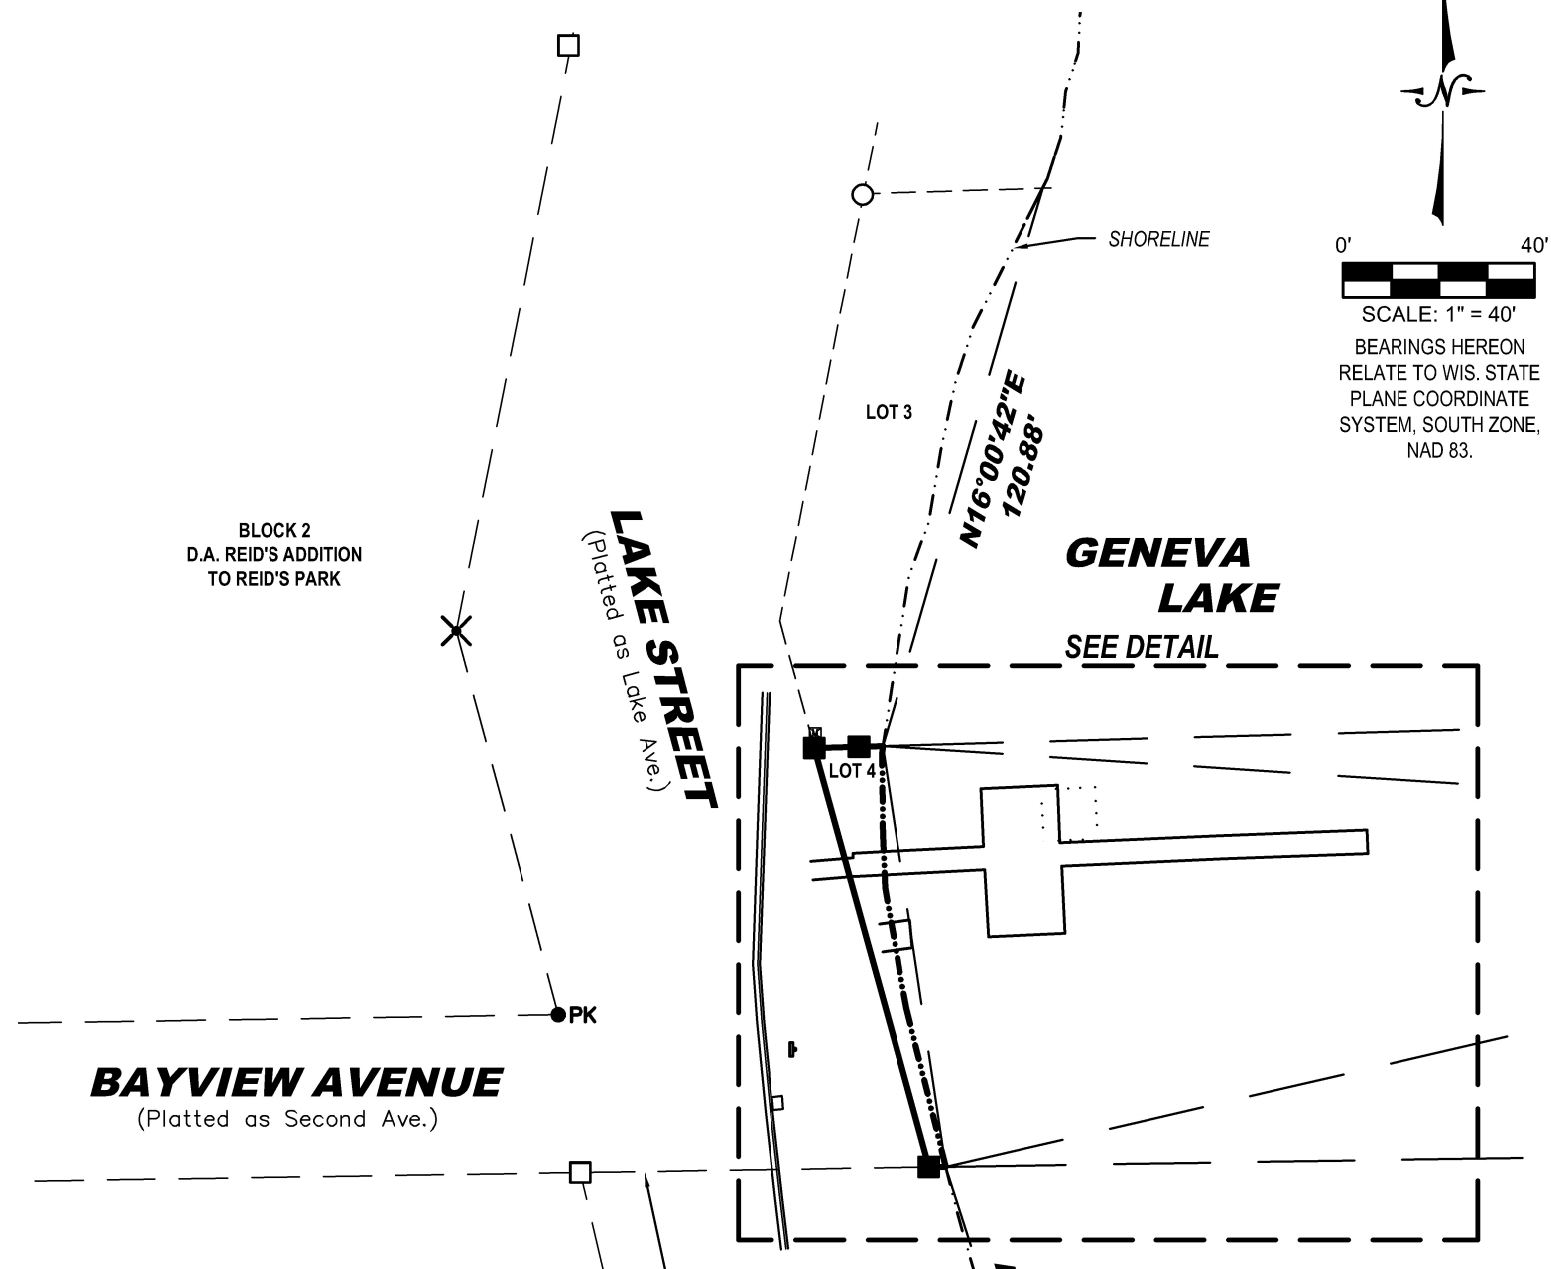 N
0' 40'
SCALE: 1" = 40'
BEARINGS HEREON
RELATE TO WIS. STATE
PLANE COORDINATE
SYSTEM, SOUTH ZONE,
NAD 83.
SHORELINE
LOT 3
N16°00'42"E
120.88'
BLOCK 2
D.A. REID'S ADDITION
TO REID'S PARK
LAKE STREET
(Platted as Lake Ave.)
GENEVA
LAKE
SEE DETAIL
LOT 4
PK
BAYVIEW AVENUE
(Platted as Second Ave.)